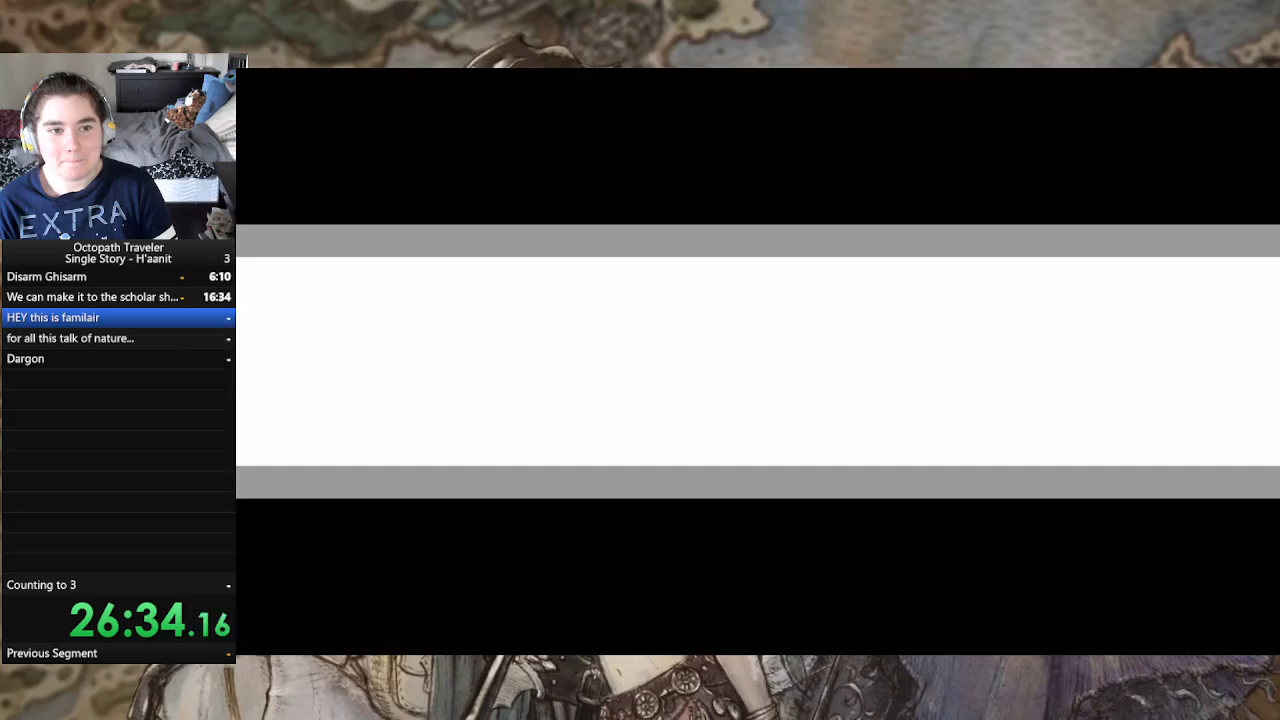 EXTRA
Octopath Traveler
Single Story - H'aanit 3
Disarm Ghisarm - 6:10
We can make it to the scholar sh... - 16:34
HEY this is familair -
for all this talk of nature... -
Dargon -
Counting to 3 -
26:34.16
Previous Segment -